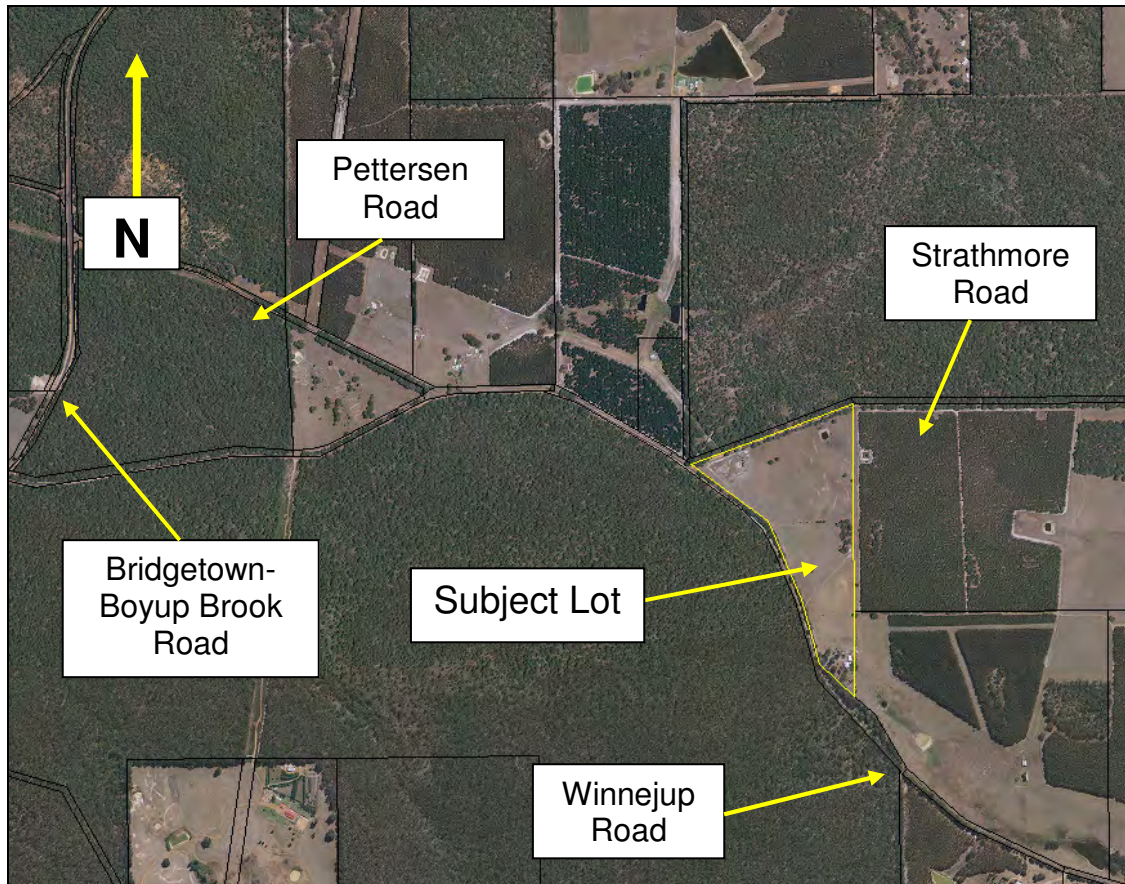 Pettersen
Road
N
Strathmore
Road
Bridgetown-
Boyup Brook
Road
Subject Lot
Winnejup
Road